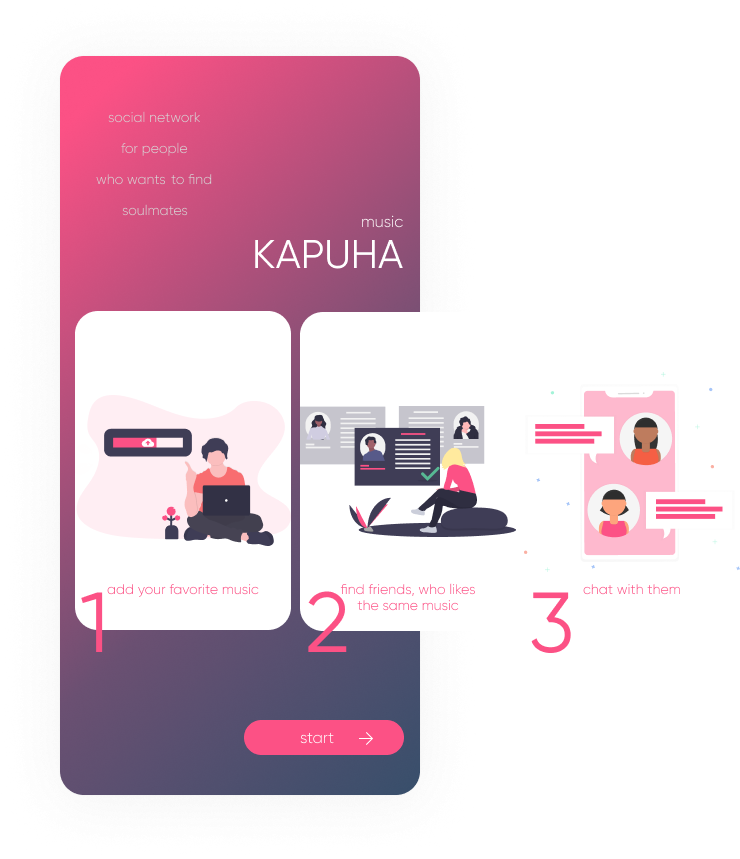 social network
for people
who wants to find
soulmates
music
KAPUHA
1
add your favorite music
2
find friends, who likes
the same music
3
chat with them
start